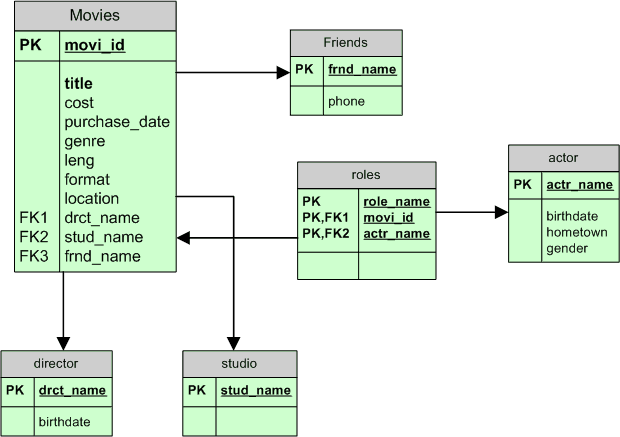 Movies
PK movi_id
title
cost
purchase_date
genre
leng
format
location
FK1 drct_name
FK2 stud_name
FK3 frnd_name
Friends
PK frnd_name
phone
roles
PK role_name
PK,FK1 movi_id
PK,FK2 actr_name
actor
PK actr_name
birthdate
hometown
gender
director
PK drct_name
birthdate
studio
PK stud_name